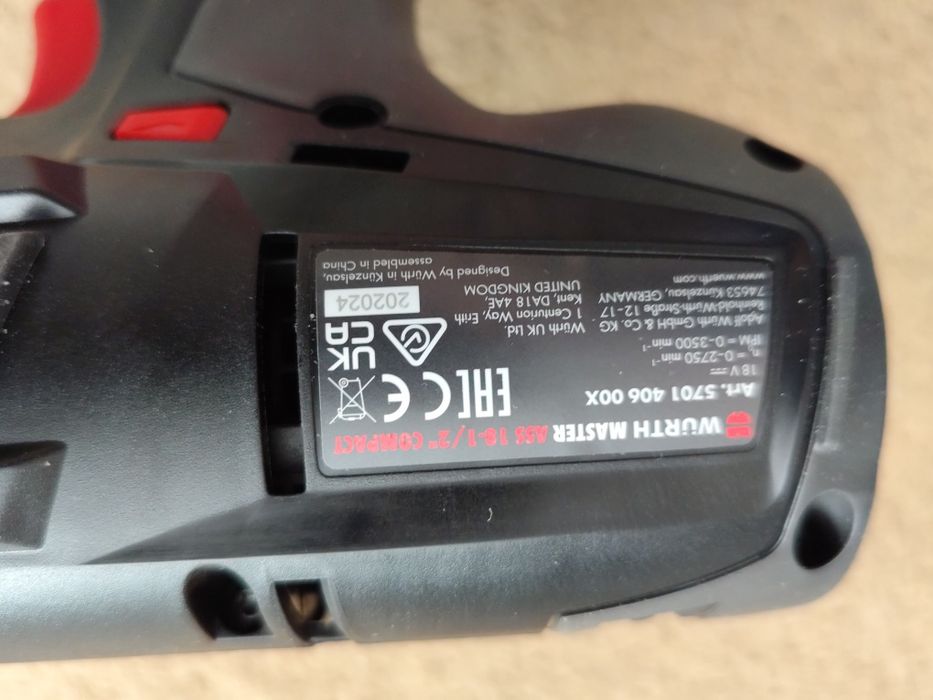 WÜRTH MASTER ASS 18-1/2" COMPACT
Art. 5701 406 00X
18 V
n₀ = 0-2750 min⁻¹
IPM = 0-3500 min⁻¹
Adolf Würth GmbH & Co. KG
Reinhold-Würth-Straße 12-17
74653 Künzelsau, GERMANY
www.wuerth.com
EAC
CE
UK
CA
Würth UK Ltd.
1 Centurion Way, Erith
Kent, DA18 4AE,
UNITED KINGDOM
202024
Designed by Würth in Künzelsau,
assembled in China